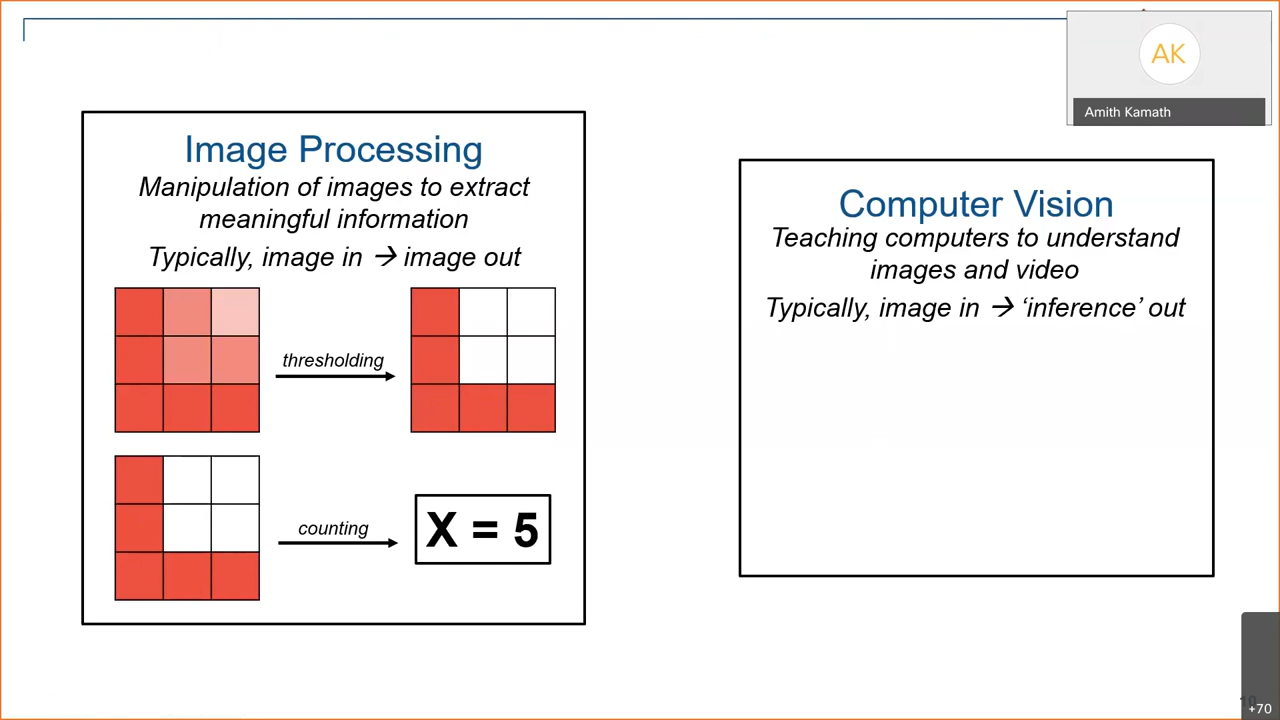 AK
Amith Kamath
Image Processing
Manipulation of images to extract
meaningful information
Typically, image in → image out
thresholding
counting
X = 5
Computer Vision
Teaching computers to understand
images and video
Typically, image in → ‘inference’ out
+70